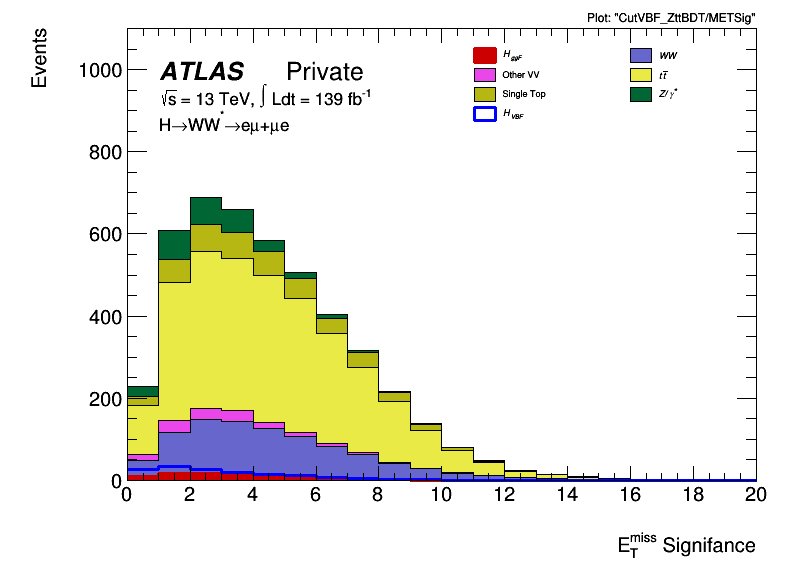 Plot: "CutVBF_ZttBDT/METSig"
Events
ATLAS Private
√s = 13 TeV, ∫ Ldt = 139 fb⁻¹
H→WW*→eμ+μe
H_ggF
Other VV
Single Top
H_VBF
WW
tt̅
Z/γ*
1000
800
600
400
200
0
0 2 4 6 8 10 12 14 16 18 20
E_T^miss Signifance